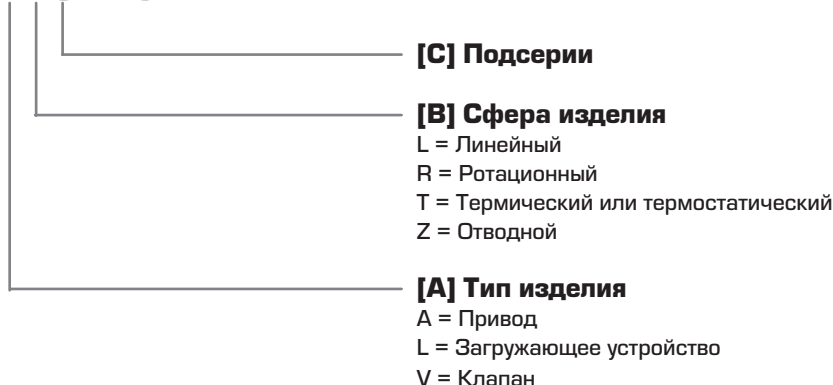 [C] Подсерии
[B] Сфера изделия
L = Линейный
R = Ротационный
T = Термический или термостатический
Z = Отводной
[A] Тип изделия
A = Привод
L = Загружающее устройство
V = Клапан